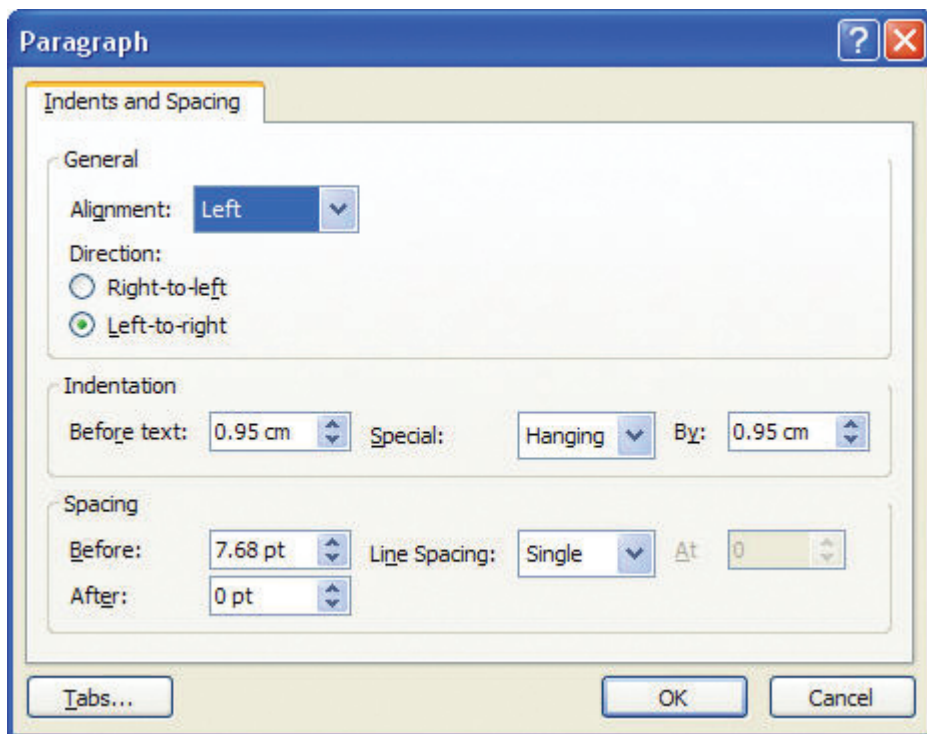 Paragraph
Indents and Spacing
General
Alignment: Left
Direction:
Right-to-left
Left-to-right
Indentation
Before text: 0.95 cm Special: Hanging By: 0.95 cm
Spacing
Before: 7.68 pt Line Spacing: Single At 0
After: 0 pt
Tabs... OK Cancel